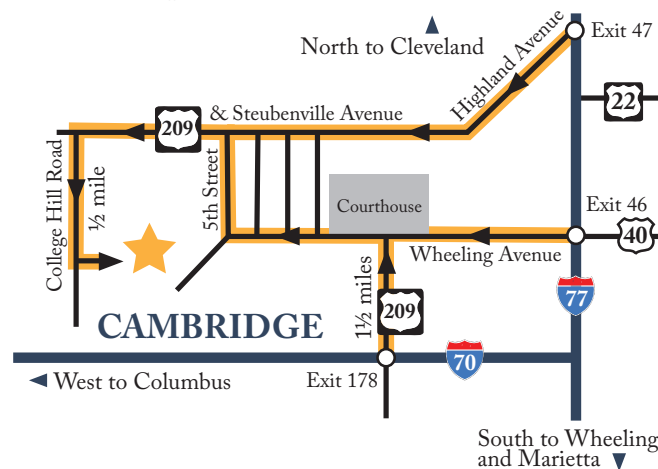 North to Cleveland
Exit 47
Highland Avenue
22
& Steubenville Avenue
209
College Hill Road
½ mile
5th Street
Courthouse
Exit 46
40
Wheeling Avenue
77
1½ miles
209
CAMBRIDGE
70
West to Columbus
Exit 178
South to Wheeling
and Marietta